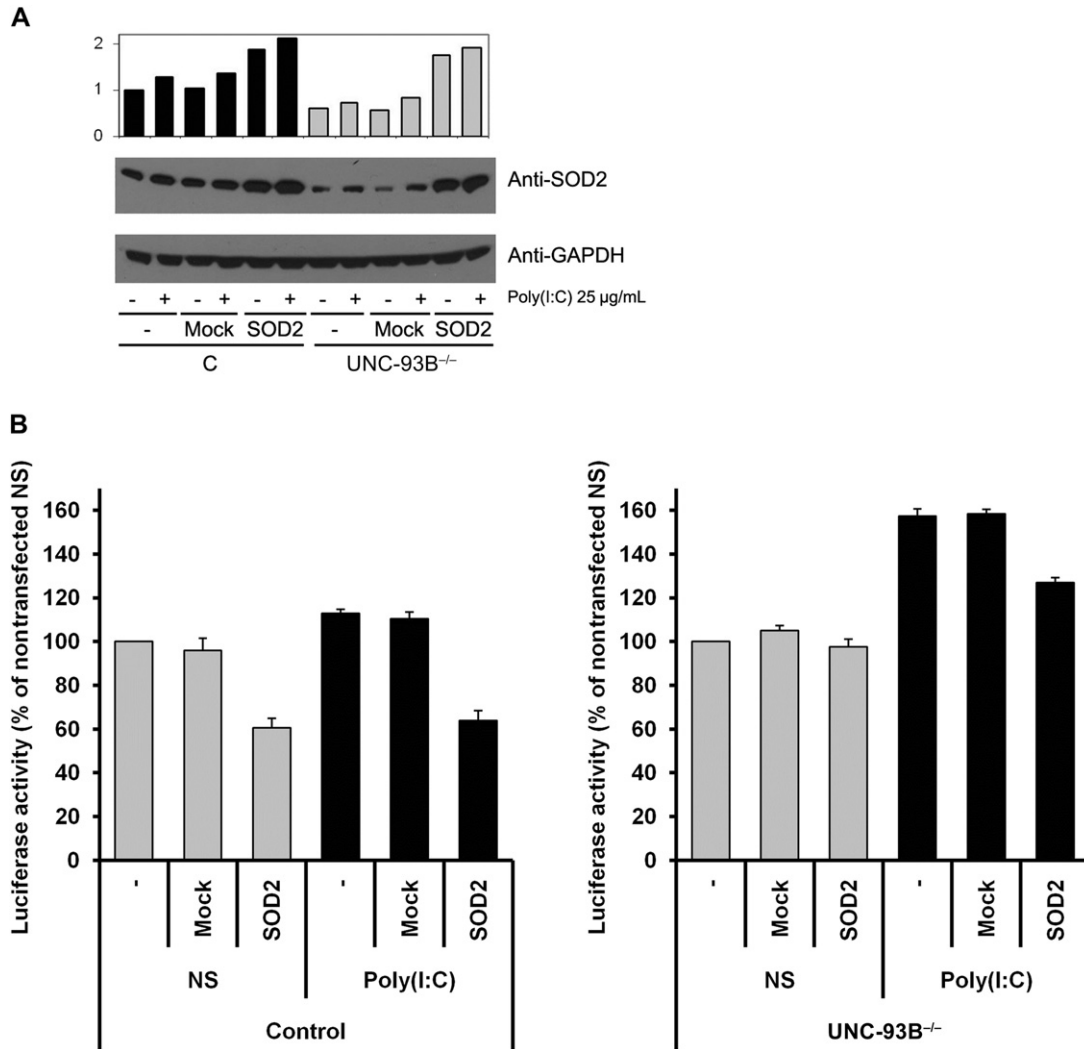 A
2
1
0
Anti-SOD2
Anti-GAPDH
- + - + - + - + - + - + Poly(I:C) 25 µg/mL
- Mock SOD2 - Mock SOD2
C UNC-93B–/–
B
Luciferase activity (% of nontransfected NS)
160
140
120
100
80
60
40
20
0
- Mock SOD2 - Mock SOD2
NS Poly(I:C)
Control
Luciferase activity (% of nontransfected NS)
160
140
120
100
80
60
40
20
0
- Mock SOD2 - Mock SOD2
NS Poly(I:C)
UNC-93B–/–